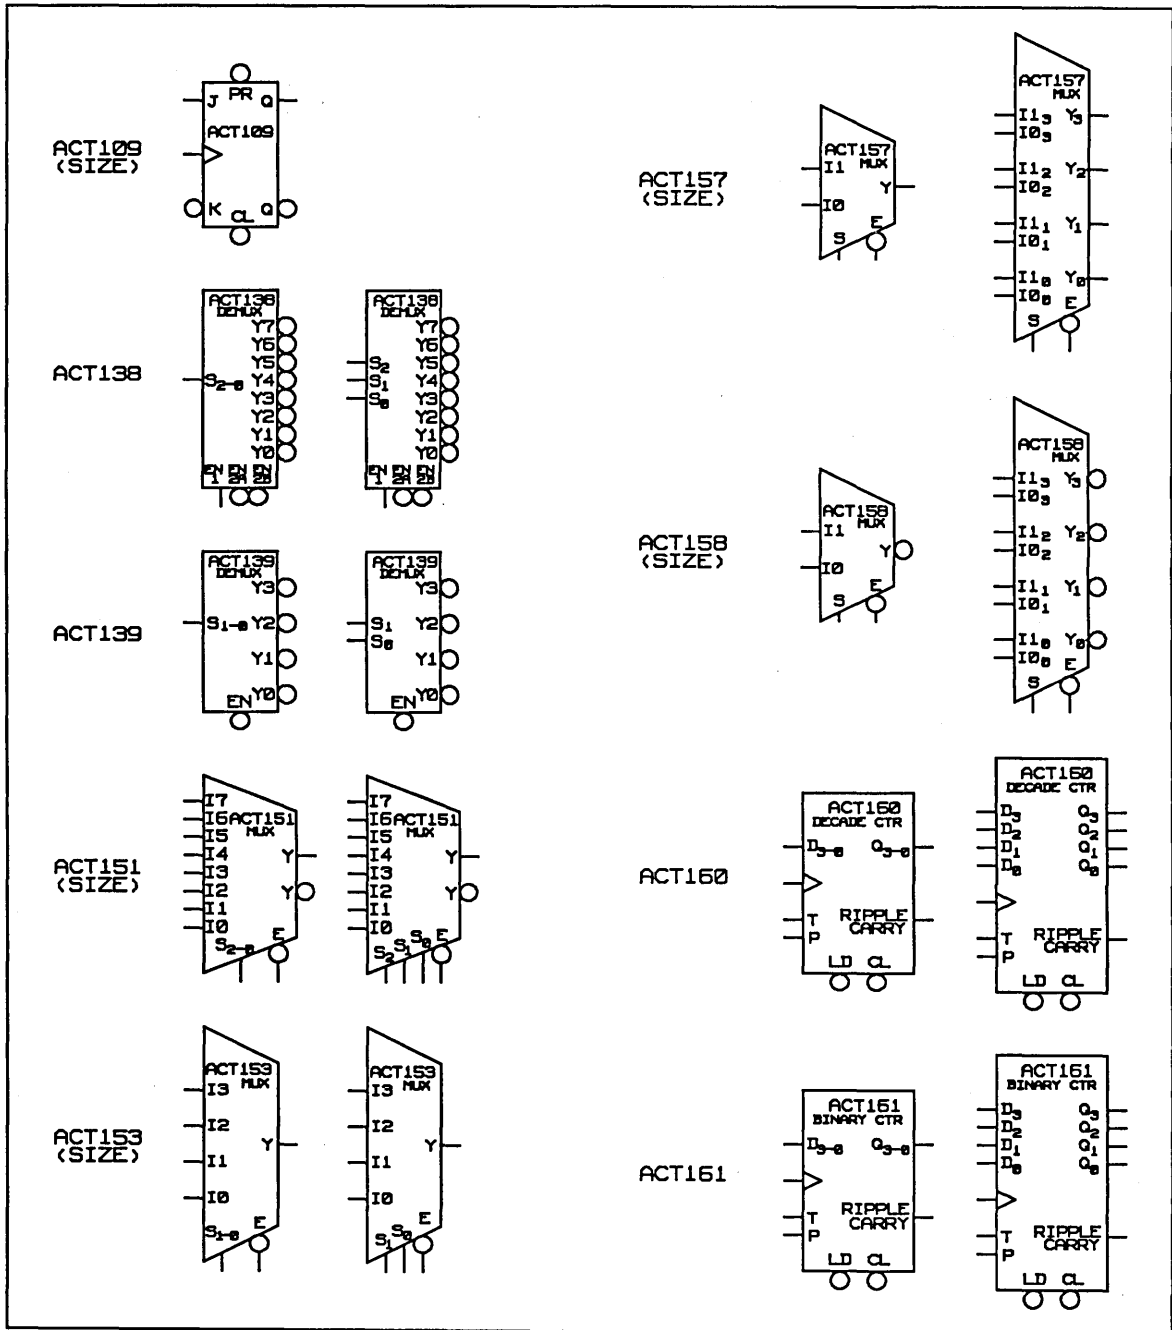 ACT109
(SIZE)
PR
J Q
ACT109
K Q
CL
ACT138
ACT138
DEMUX
Y7
Y6
Y5
S2-0 Y4
Y3
Y2
Y1
Y0
EN EN EN
1 2A 2B
ACT138
DEMUX
Y7
Y6
S2 Y5
S1 Y4
S0 Y3
Y2
Y1
Y0
EN EN EN
1 2A 2B
ACT139
ACT139
DEMUX
Y3
S1-0 Y2
Y1
EN Y0
ACT139
DEMUX
Y3
S1 Y2
S0
Y1
EN Y0
ACT151
(SIZE)
I7
I6 ACT151
I5 MUX
I4 Y
I3
I2 Y
I1
I0
S2-0 E
I7
I6 ACT151
I5 MUX
I4 Y
I3
I2 Y
I1
I0
S2 S1 S0 E
ACT153
(SIZE)
ACT153
I3 MUX
I2
Y
I1
I0
S1-0 E
ACT153
I3 MUX
I2
Y
I1
I0
S1 S0 E
ACT157
(SIZE)
ACT157
I1 MUX
Y
I0
S E
ACT157
MUX
I13 Y3
I03
I12 Y2
I02
I11 Y1
I01
I10 Y0
I00
S E
ACT158
(SIZE)
ACT158
I1 MUX
Y
I0
S E
ACT158
MUX
I13 Y3
I03
I12 Y2
I02
I11 Y1
I01
I10 Y0
I00
S E
ACT160
ACT160
DECADE CTR
D3-0 Q3-0
T RIPPLE
P CARRY
LD CL
ACT160
DECADE CTR
D3 Q3
D2 Q2
D1 Q1
D0 Q0
T RIPPLE
P CARRY
LD CL
ACT161
ACT161
BINARY CTR
D3-0 Q3-0
T RIPPLE
P CARRY
LD CL
ACT161
BINARY CTR
D3 Q3
D2 Q2
D1 Q1
D0 Q0
T RIPPLE
P CARRY
LD CL